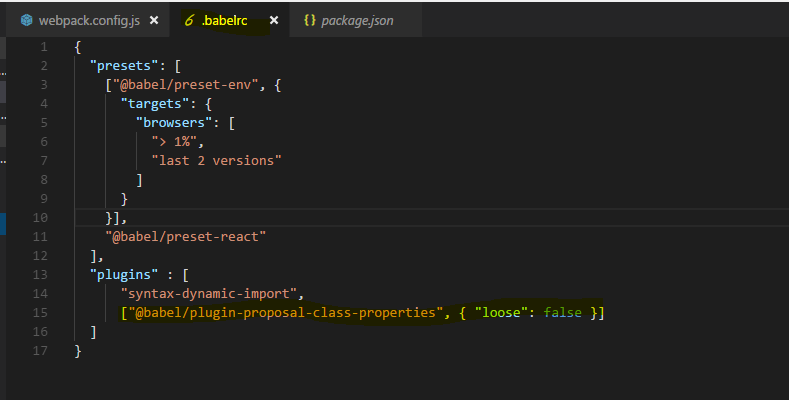 webpack.config.js × .babelrc × {} package.json
1 {
2 "presets": [
3 ["@babel/preset-env", {
4 "targets": {
5 "browsers": [
6 "> 1%",
7 "last 2 versions"
8 ]
9 }
10 }],
11 "@babel/preset-react"
12 ],
13 "plugins" : [
14 "syntax-dynamic-import",
15 ["@babel/plugin-proposal-class-properties", { "loose": false }]
16 ]
17 }